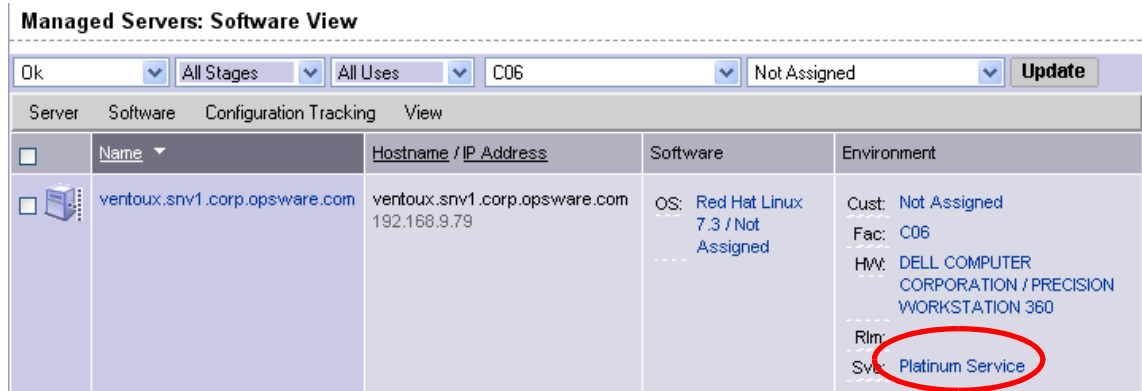 Managed Servers: Software View
Ok All Stages All Uses C06 Not Assigned Update
Server Software Configuration Tracking View
Name Hostname / IP Address Software Environment
ventoux.snv1.corp.opsware.com
ventoux.snv1.corp.opsware.com
192.168.9.79
OS: Red Hat Linux
7.3 / Not
Assigned
Cust: Not Assigned
Fac: C06
HW: DELL COMPUTER
CORPORATION / PRECISION
WORKSTATION 360
Rlm:
Svc: Platinum Service